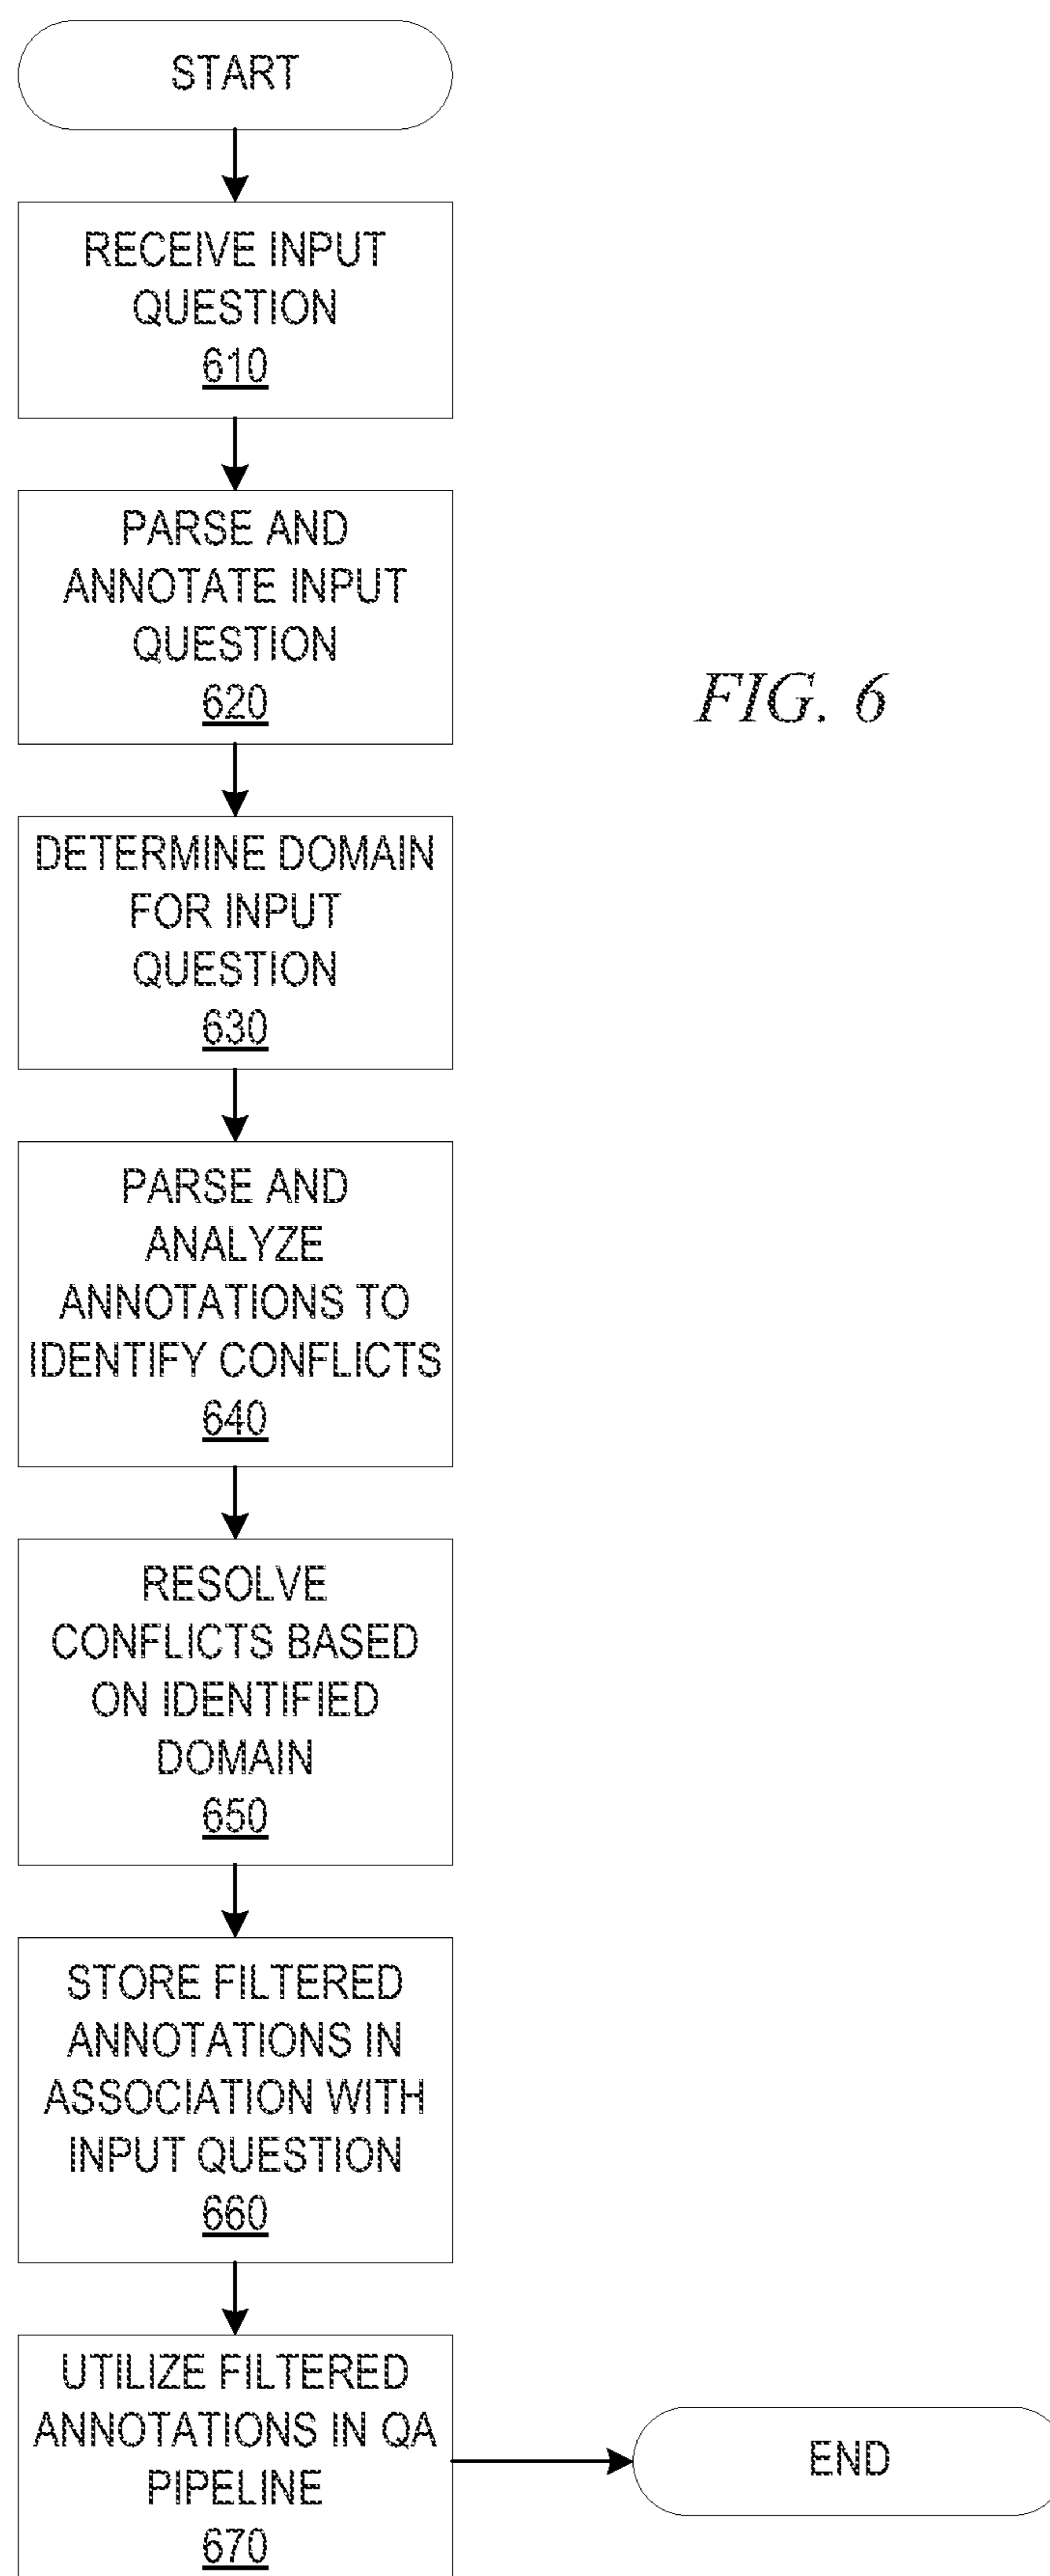 START
RECEIVE INPUT
QUESTION
610
PARSE AND
ANNOTATE INPUT
QUESTION
620
FIG. 6
DETERMINE DOMAIN
FOR INPUT
QUESTION
630
PARSE AND
ANALYZE
ANNOTATIONS TO
IDENTIFY CONFLICTS
640
RESOLVE
CONFLICTS BASED
ON IDENTIFIED
DOMAIN
650
STORE FILTERED
ANNOTATIONS IN
ASSOCIATION WITH
INPUT QUESTION
660
UTILIZE FILTERED
ANNOTATIONS IN QA
PIPELINE
670
END